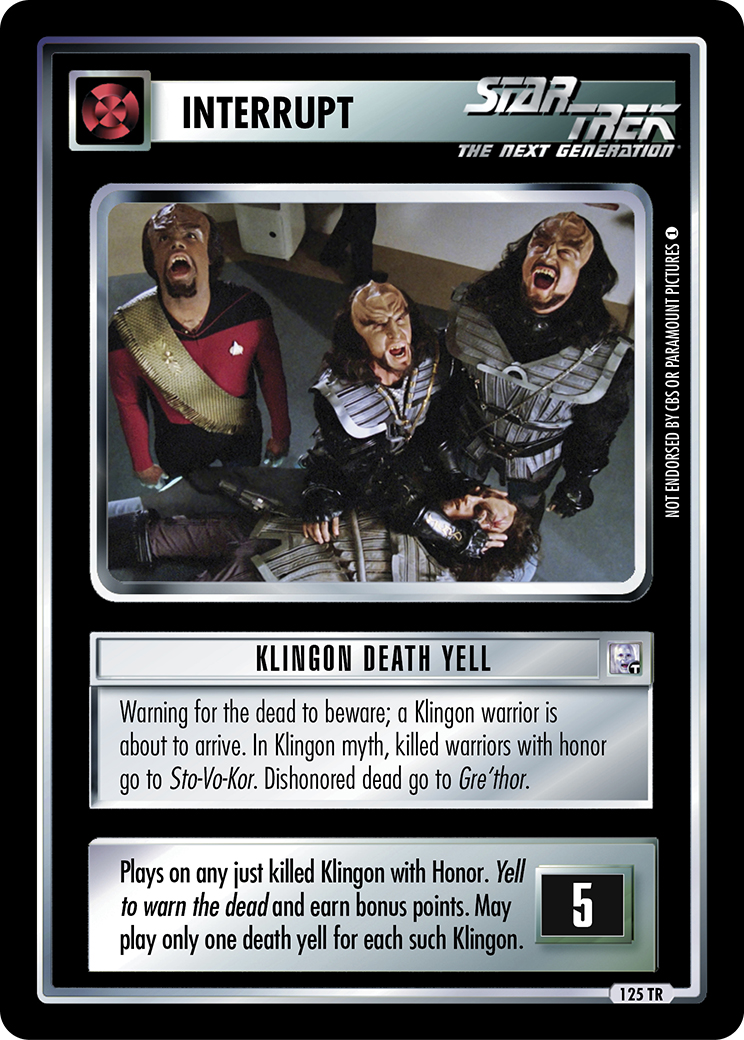 INTERRUPT
STAR TREK
THE NEXT GENERATION
NOT ENDORSED BY CBS OR PARAMOUNT PICTURES 1
KLINGON DEATH YELL
T
Warning for the dead to beware; a Klingon warrior is
about to arrive. In Klingon myth, killed warriors with honor
go to Sto-Vo-Kor. Dishonored dead go to Gre'thor.
Plays on any just killed Klingon with Honor. Yell
to warn the dead and earn bonus points. May
play only one death yell for each such Klingon.
5
125 TR